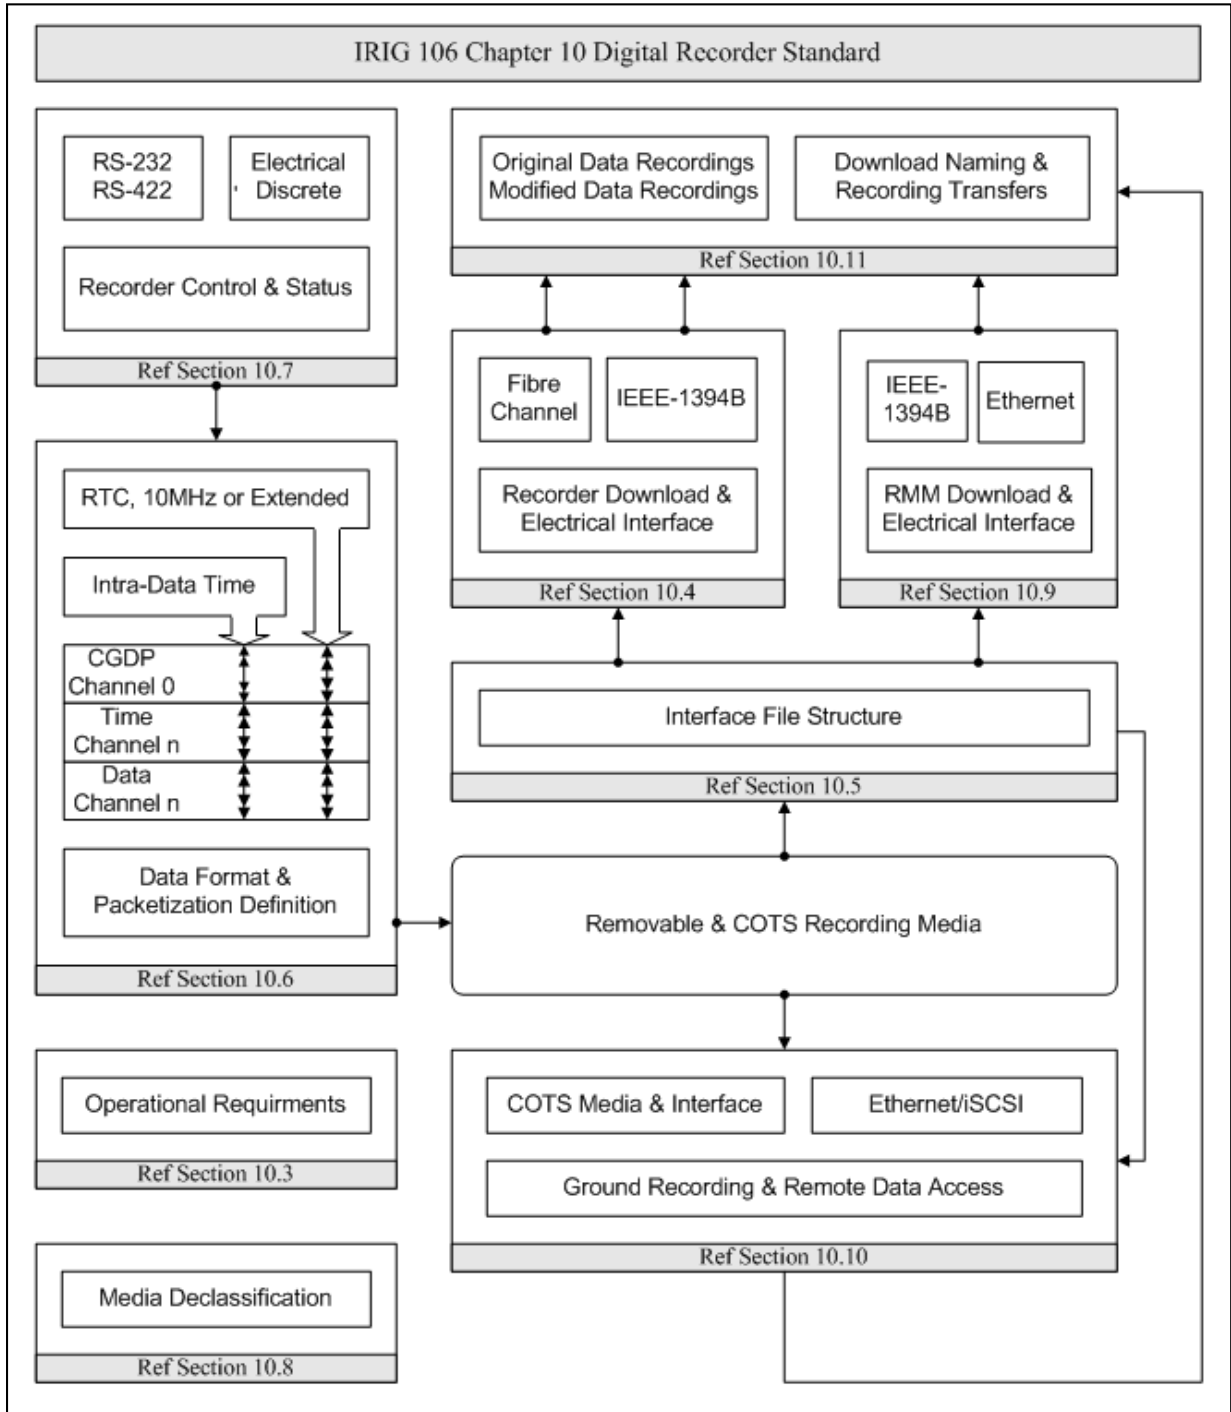 IRIG 106 Chapter 10 Digital Recorder Standard
RS-232
RS-422
Electrical
Discrete
Recorder Control & Status
Ref Section 10.7
RTC, 10MHz or Extended
Intra-Data Time
CGDP
Channel 0
Time
Channel n
Data
Channel n
Data Format &
Packetization Definition
Ref Section 10.6
Operational Requirments
Ref Section 10.3
Media Declassification
Ref Section 10.8
Original Data Recordings
Modified Data Recordings
Download Naming &
Recording Transfers
Ref Section 10.11
Fibre
Channel
IEEE-1394B
Recorder Download &
Electrical Interface
Ref Section 10.4
IEEE-
1394B
Ethernet
RMM Download &
Electrical Interface
Ref Section 10.9
Interface File Structure
Ref Section 10.5
Removable & COTS Recording Media
COTS Media & Interface
Ethernet/iSCSI
Ground Recording & Remote Data Access
Ref Section 10.10